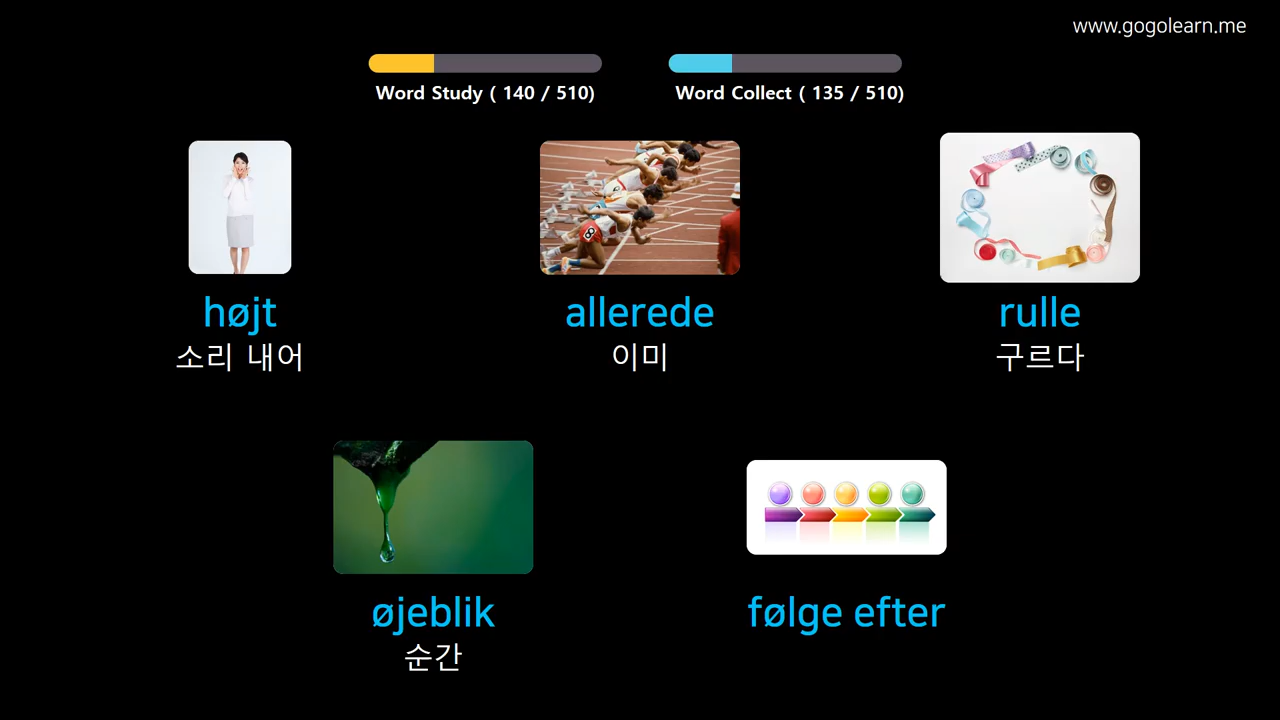 www.gogolearn.me
Word Study ( 140 / 510)
Word Collect ( 135 / 510)
højt
소리 내어
allerede
이미
rulle
구르다
øjeblik
순간
følge efter